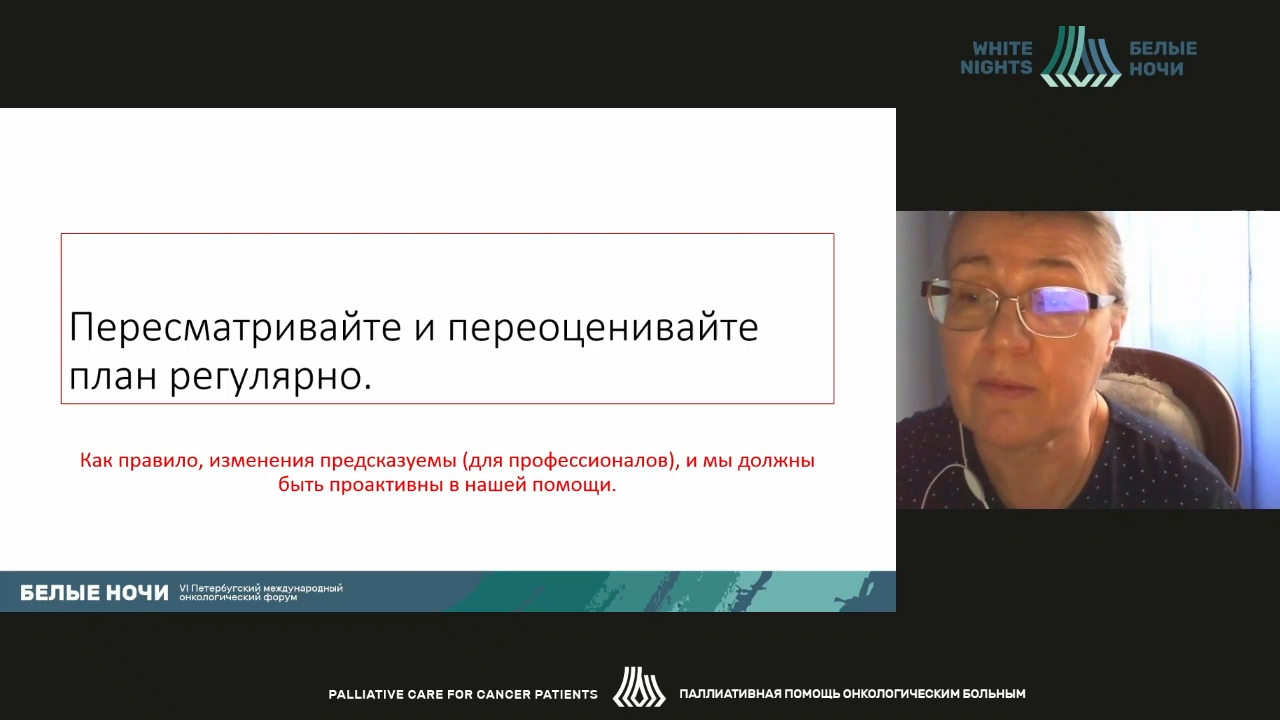 WHITE
NIGHTS
БЕЛЫЕ
НОЧИ
Пересматривайте и переоценивайте
план регулярно.
Как правило, изменения предсказуемы (для профессионалов), и мы должны
быть проактивны в нашей помощи.
БЕЛЫЕ НОЧИ
VI Петербугский международный
онкологический форум
PALLIATIVE CARE FOR CANCER PATIENTS
ПАЛЛИАТИВНАЯ ПОМОЩЬ ОНКОЛОГИЧЕСКИМ БОЛЬНЫМ